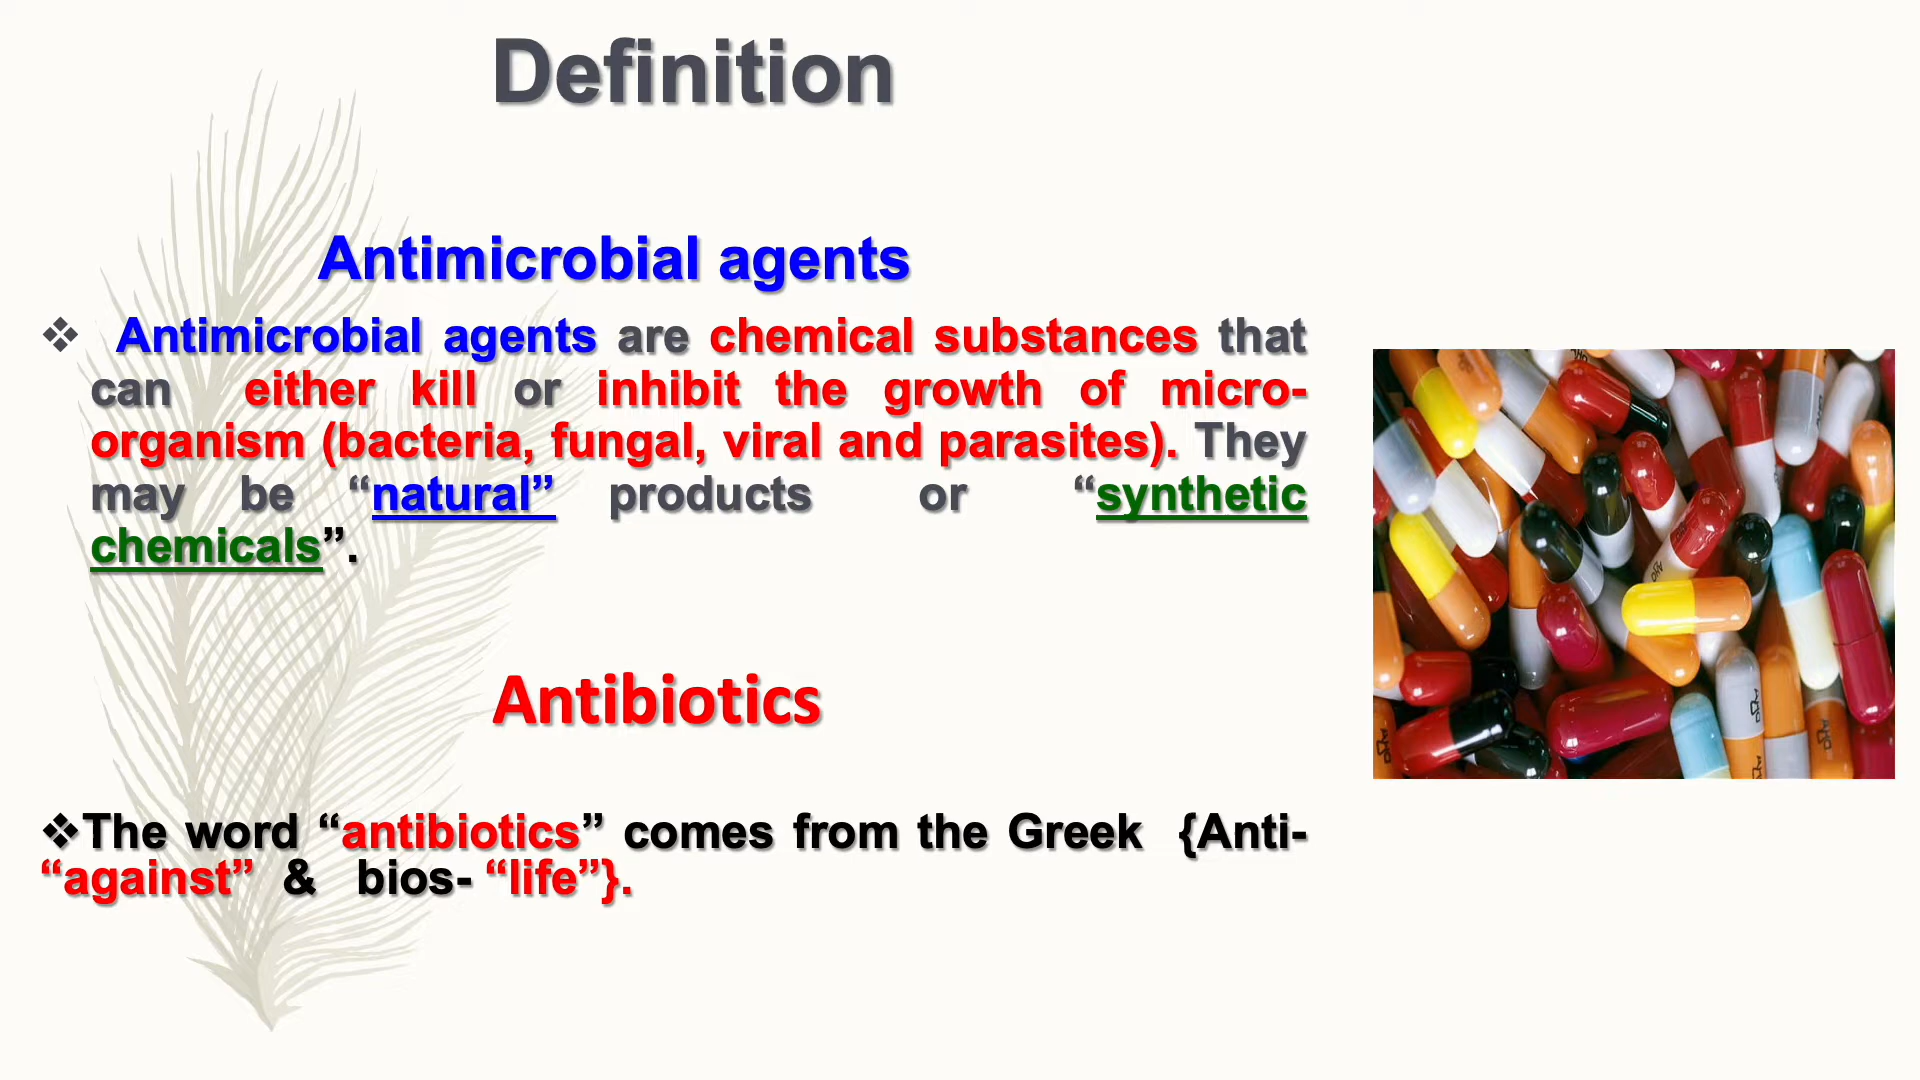 Definition
Antimicrobial agents
❖ Antimicrobial agents are chemical substances that
can either kill or inhibit the growth of micro-
organism (bacteria, fungal, viral and parasites). They
may be “natural” products or “synthetic
chemicals”.
Antibiotics
❖The word “antibiotics” comes from the Greek {Anti-
“against” & bios- “life”}.